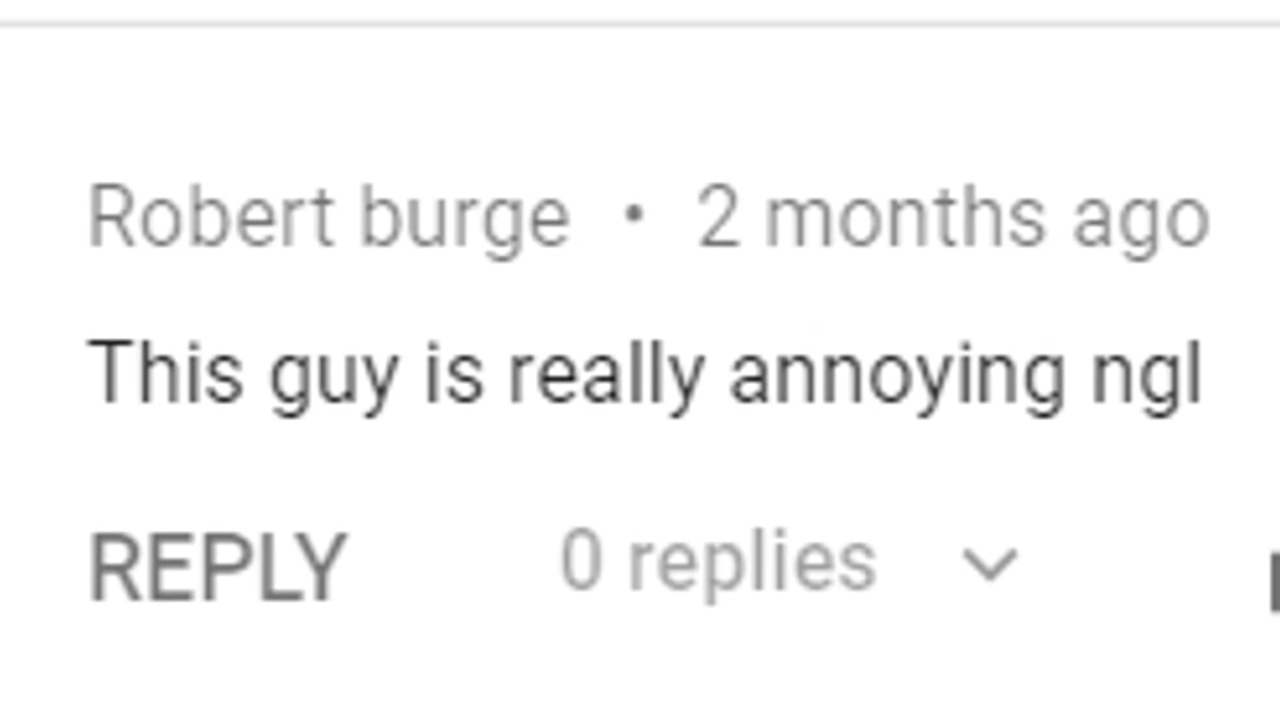 Robert burge • 2 months ago
This guy is really annoying ngl
REPLY 0 replies